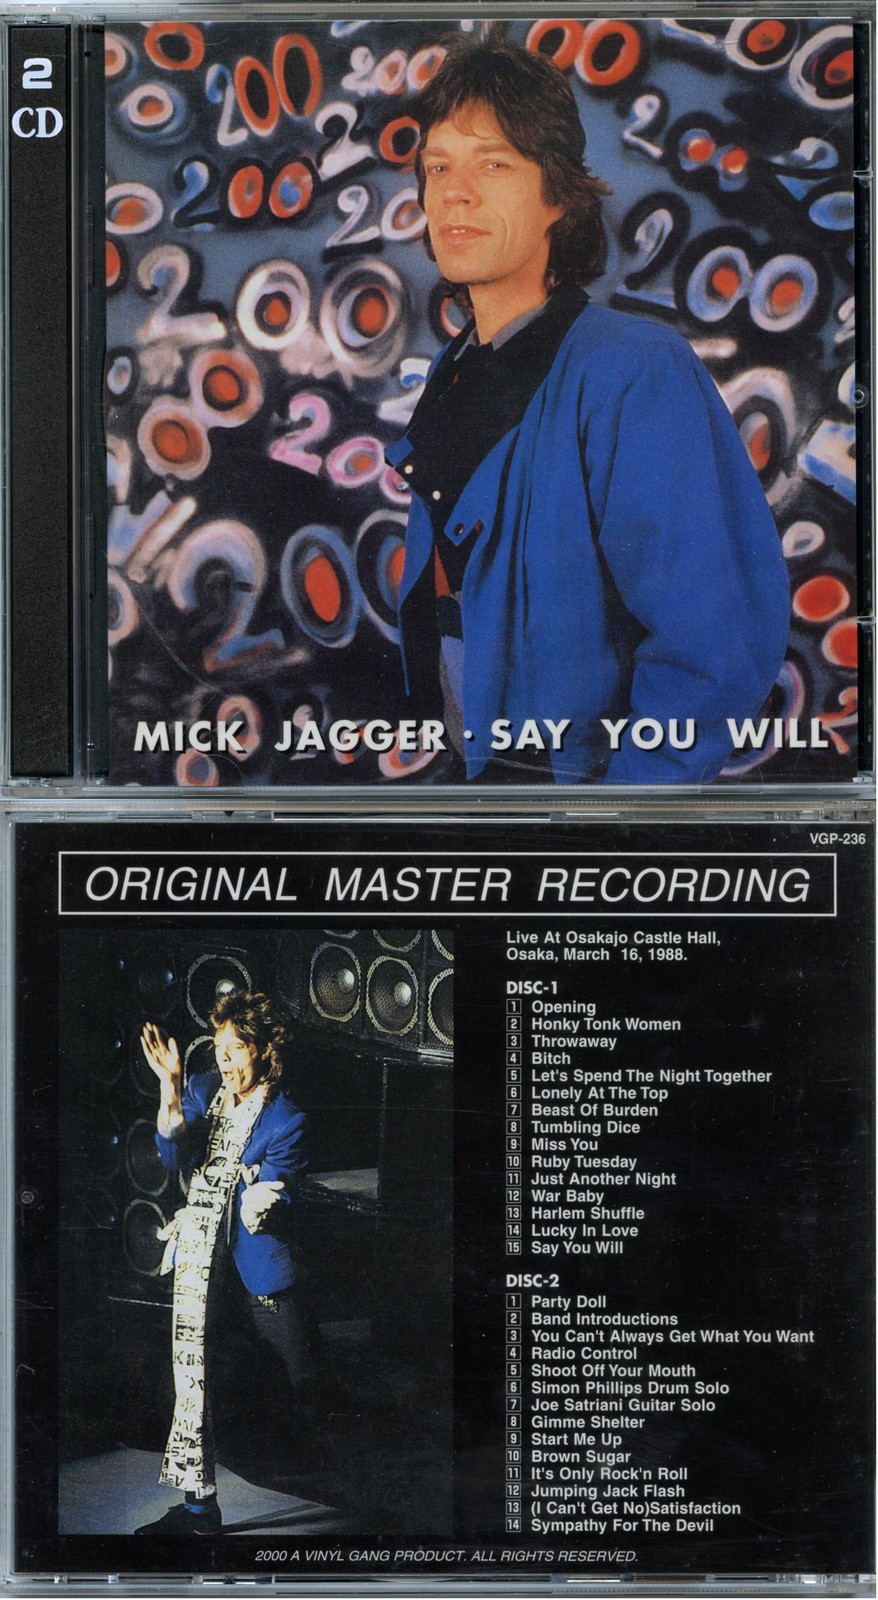 2
CD
200
200
200
200
200
200
200
MICK JAGGER · SAY YOU WILL
VGP-236
ORIGINAL MASTER RECORDING
Live At Osakajo Castle Hall,
Osaka, March 16, 1988.
DISC-1
1 Opening
2 Honky Tonk Women
3 Throwaway
4 Bitch
5 Let's Spend The Night Together
6 Lonely At The Top
7 Beast Of Burden
8 Tumbling Dice
9 Miss You
10 Ruby Tuesday
11 Just Another Night
12 War Baby
13 Harlem Shuffle
14 Lucky In Love
15 Say You Will
DISC-2
1 Party Doll
2 Band Introductions
3 You Can't Always Get What You Want
4 Radio Control
5 Shoot Off Your Mouth
6 Simon Phillips Drum Solo
7 Joe Satriani Guitar Solo
8 Gimme Shelter
9 Start Me Up
10 Brown Sugar
11 It's Only Rock'n Roll
12 Jumping Jack Flash
13 (I Can't Get No)Satisfaction
14 Sympathy For The Devil
2000 A VINYL GANG PRODUCT. ALL RIGHTS RESERVED.